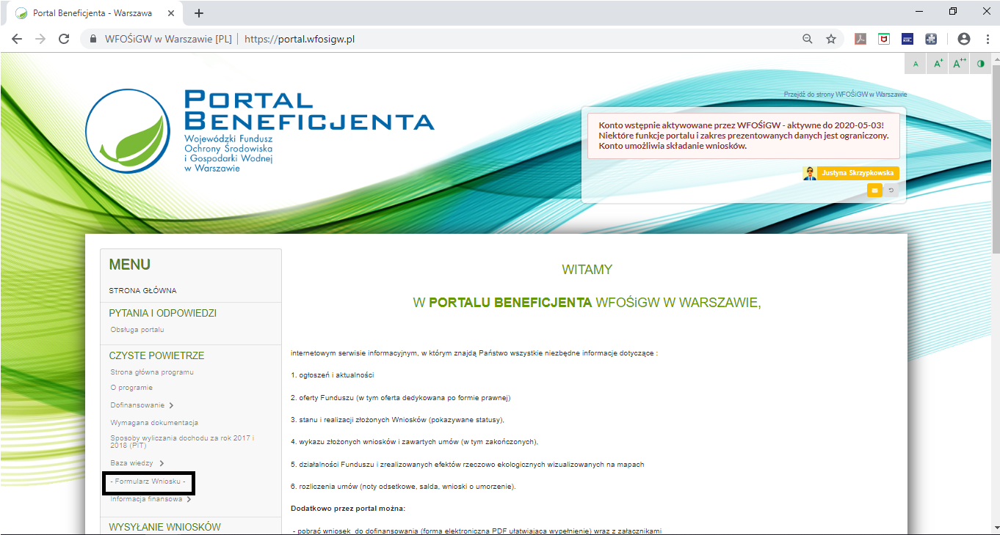 Portal Beneficjenta - Warszawa
WFOŚiGW w Warszawie [PL] | https://portal.wfosigw.pl
A A+ A++
Przejdź do strony WFOŚiGW w Warszawie
PORTAL
BENEFICJENTA
Wojewódzki Fundusz
Ochrony Środowiska
i Gospodarki Wodnej
w Warszawie
Konto wstępnie aktywowane przez WFOŚiGW - aktywne do 2020-05-03!
Niektóre funkcje portalu i zakres prezentowanych danych jest ograniczony.
Konto umożliwia składanie wniosków.
Justyna Skrzypkowska
MENU
STRONA GŁÓWNA
PYTANIA I ODPOWIEDZI
Obsługa portalu
CZYSTE POWIETRZE
Strona główna programu
O programie
Dofinansowanie
Wymagana dokumentacja
Sposoby wyliczania dochodu za rok 2017 i
2018 (PIT)
Baza wiedzy
- Formularz Wniosku -
Informacja finansowa
WYSYŁANIE WNIOSKÓW
WITAMY
W PORTALU BENEFICJENTA WFOŚiGW W WARSZAWIE,
internetowym serwisie informacyjnym, w którym znajdą Państwo wszystkie niezbędne informacje dotyczące :
1. ogłoszeń i aktualności
2. oferty Funduszu (w tym oferta dedykowana po formie prawnej)
3. stanu i realizacji złożonych Wniosków (pokazywane statusy),
4. wykazu złożonych wniosków i zawartych umów (w tym zakończonych),
5. działalności Funduszu i zrealizowanych efektów rzeczowo ekologicznych wizualizowanych na mapach
6. rozliczenia umów (noty odsetkowe, salda, wnioski o umorzenie).
Dodatkowo przez portal można:
- pobrać wniosek do dofinansowania (forma elektroniczna PDF ułatwiająca wypełnienie) wraz z załącznikami